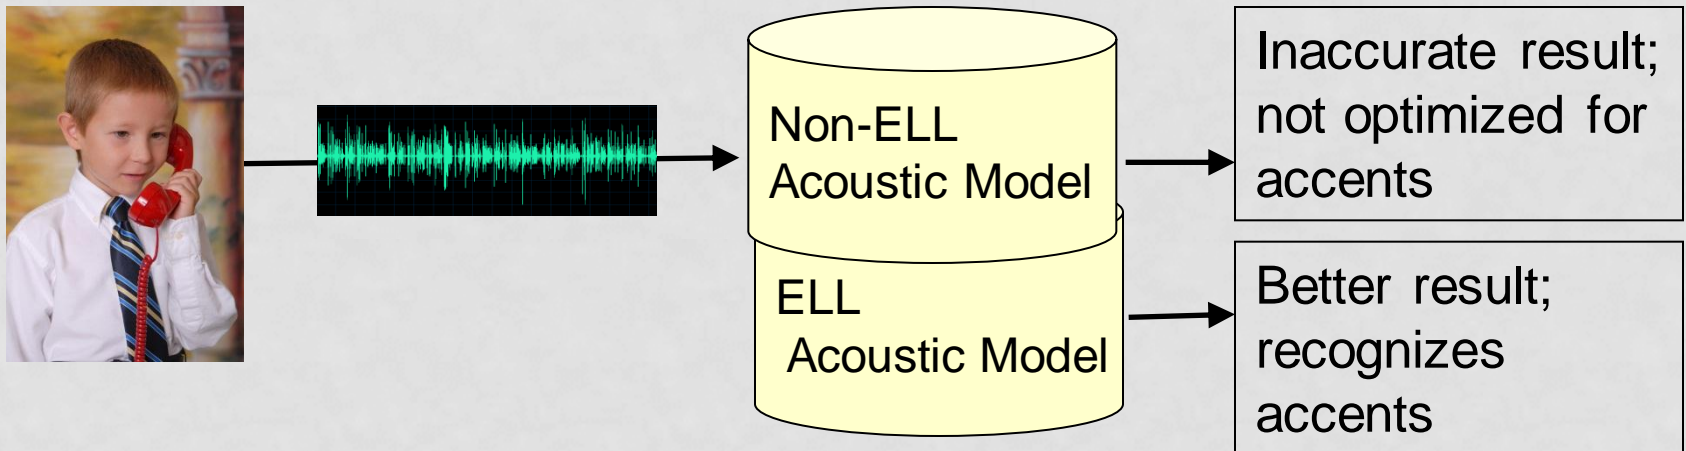 Non-ELL
Acoustic Model
ELL
Acoustic Model
Inaccurate result;
not optimized for
accents
Better result;
recognizes
accents